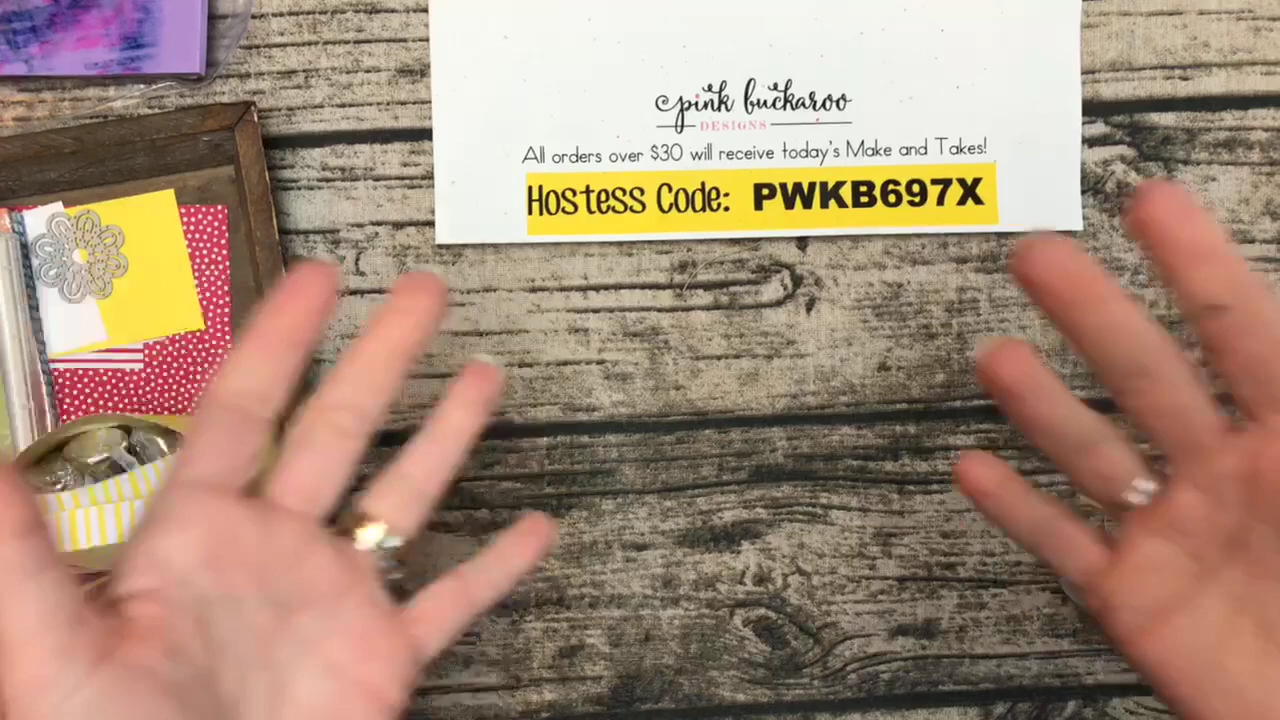 pink buckaroo
DESIGNS
All orders over $30 will receive today's Make and Takes!
Hostess Code: PWKB697X